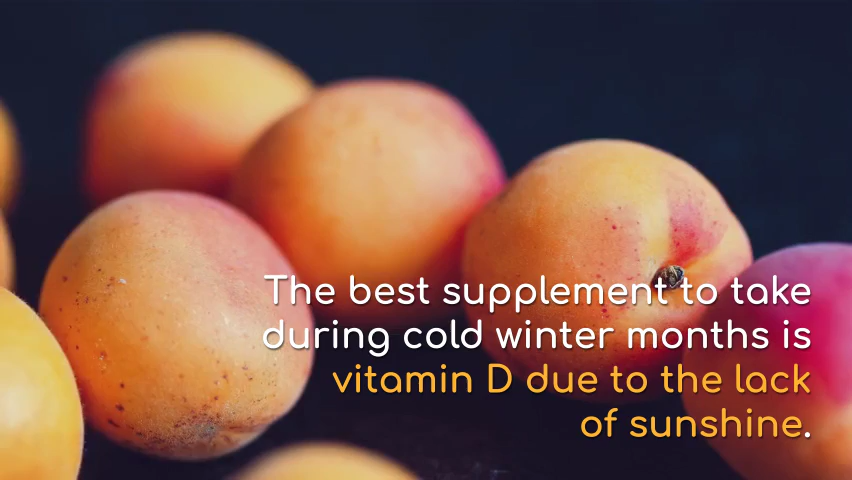 The best supplement to take
during cold winter months is
vitamin D due to the lack
of sunshine.